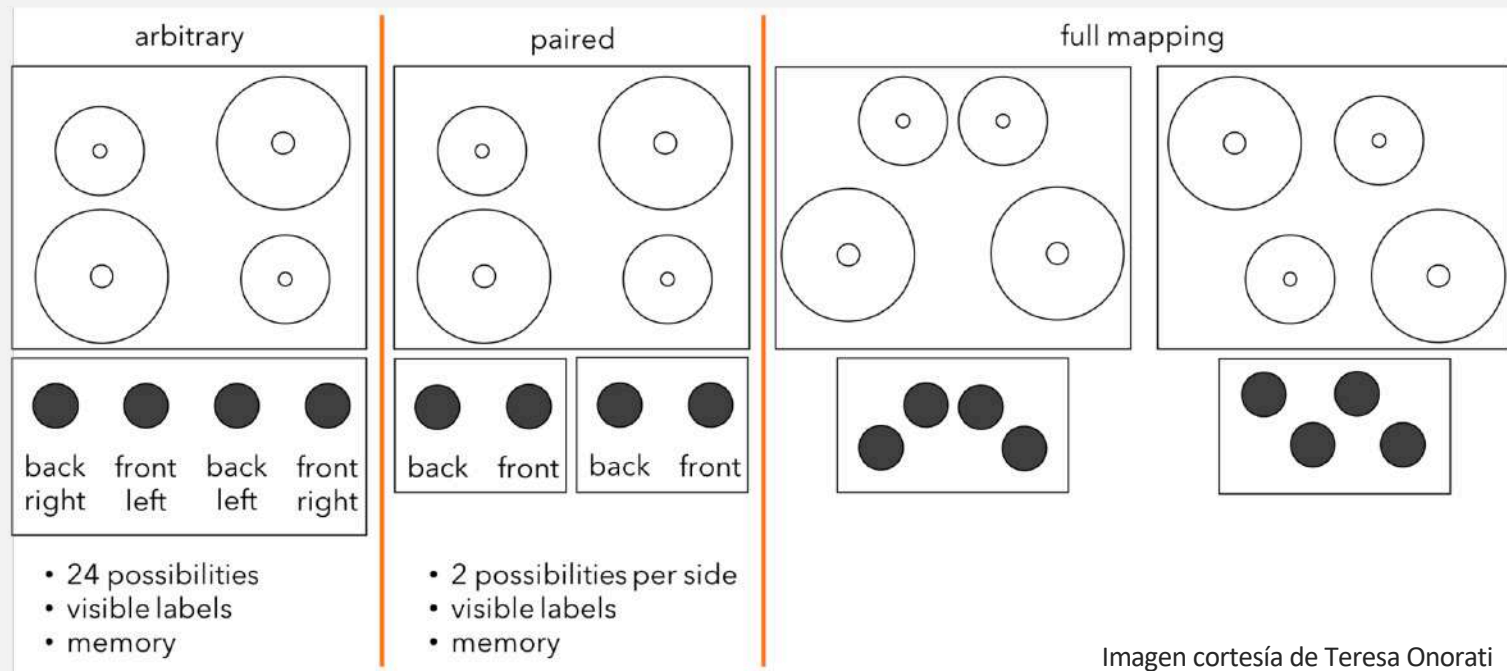 arbitrary
paired
full mapping
back front back front
right left left right
back front
back front
• 24 possibilities
• visible labels
• memory
• 2 possibilities per side
• visible labels
• memory
Imagen cortesía de Teresa Onorati